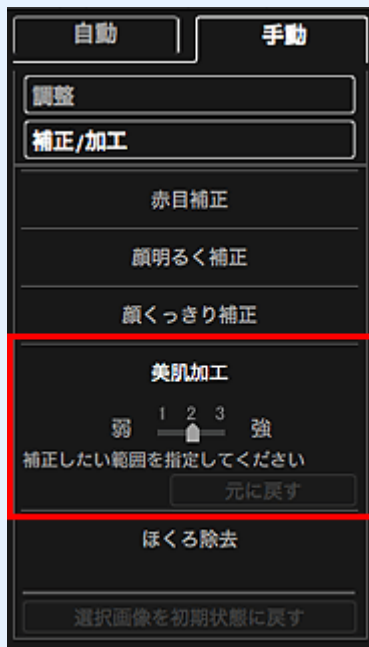 自動 手動
調整
補正/加工
赤目補正
顔明るく補正
顔くっきり補正
美肌加工
1 2 3
弱 強
補正したい範囲を指定してください
元に戻す
ほくろ除去
選択画像を初期状態に戻す